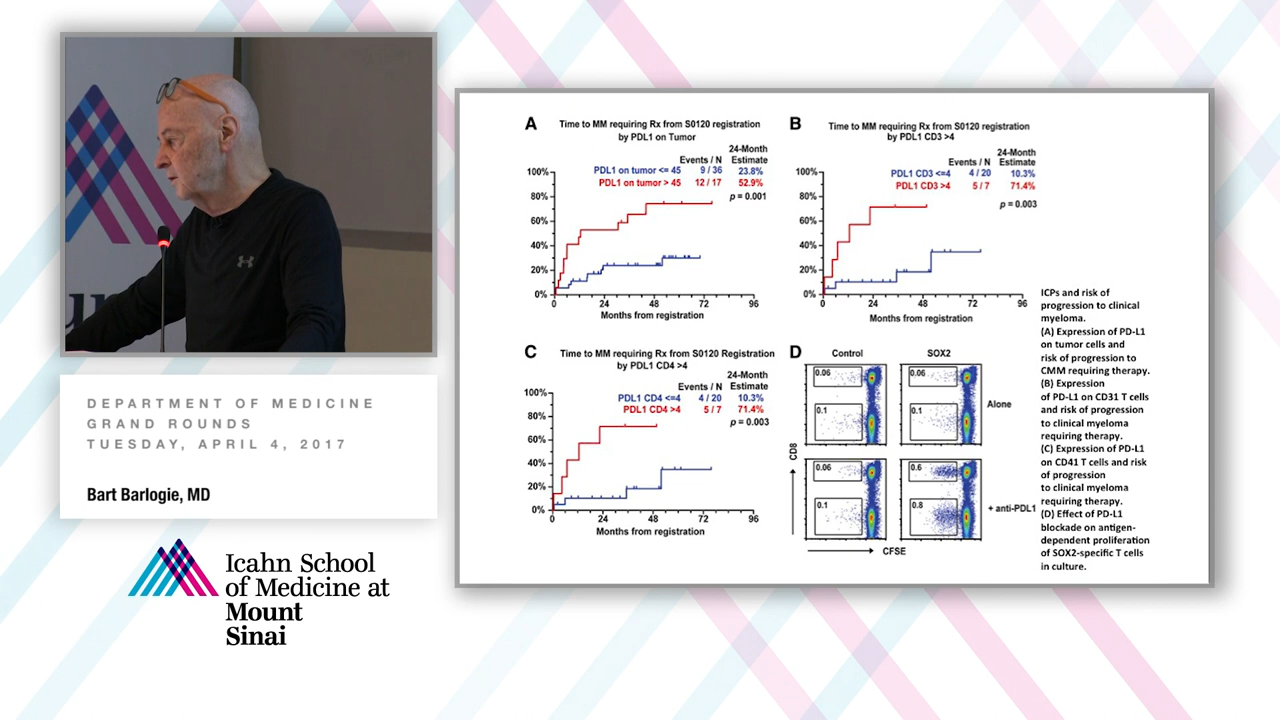 DEPARTMENT OF MEDICINE
GRAND ROUNDS
TUESDAY, APRIL 4, 2017
Bart Barlogie, MD
Icahn School
of Medicine at
Mount
Sinai
A
Time to MM requiring Rx from S0120 registration
by PDL1 on Tumor
24-Month
Events / N Estimate
PDL1 on tumor <= 45 9 / 36 23.8%
PDL1 on tumor > 45 12 / 17 52.9%
p = 0.001
100%
80%
60%
40%
20%
0%
0 24 48 72 96
Months from registration
B
Time to MM requiring Rx from S0120 registration
by PDL1 CD3 >4
24-Month
Events / N Estimate
PDL1 CD3 <=4 4 / 20 10.3%
PDL1 CD3 >4 5 / 7 71.4%
p = 0.003
100%
80%
60%
40%
20%
0%
0 24 48 72 96
Months from registration
C
Time to MM requiring Rx from S0120 Registration
by PDL1 CD4 >4
24-Month
Events / N Estimate
PDL1 CD4 <=4 4 / 20 10.3%
PDL1 CD4 >4 5 / 7 71.4%
p = 0.003
100%
80%
60%
40%
20%
0%
0 24 48 72 96
Months from registration
D
Control SOX2
0.06 0.06
0.1 0.1
Alone
0.06 0.6
0.1 0.8
+ anti-PDL1
CD8
CFSE
ICPs and risk of
progression to clinical
myeloma.
(A) Expression of PD-L1
on tumor cells and
risk of progression to
CMM requiring therapy.
(B) Expression
of PD-L1 on CD31 T cells
and risk of progression
to clinical myeloma
requiring therapy.
(C) Expression of PD-L1
on CD41 T cells and risk
of progression
to clinical myeloma
requiring therapy.
(D) Effect of PD-L1
blockade on antigen-
dependent proliferation
of SOX2-specific T cells
in culture.